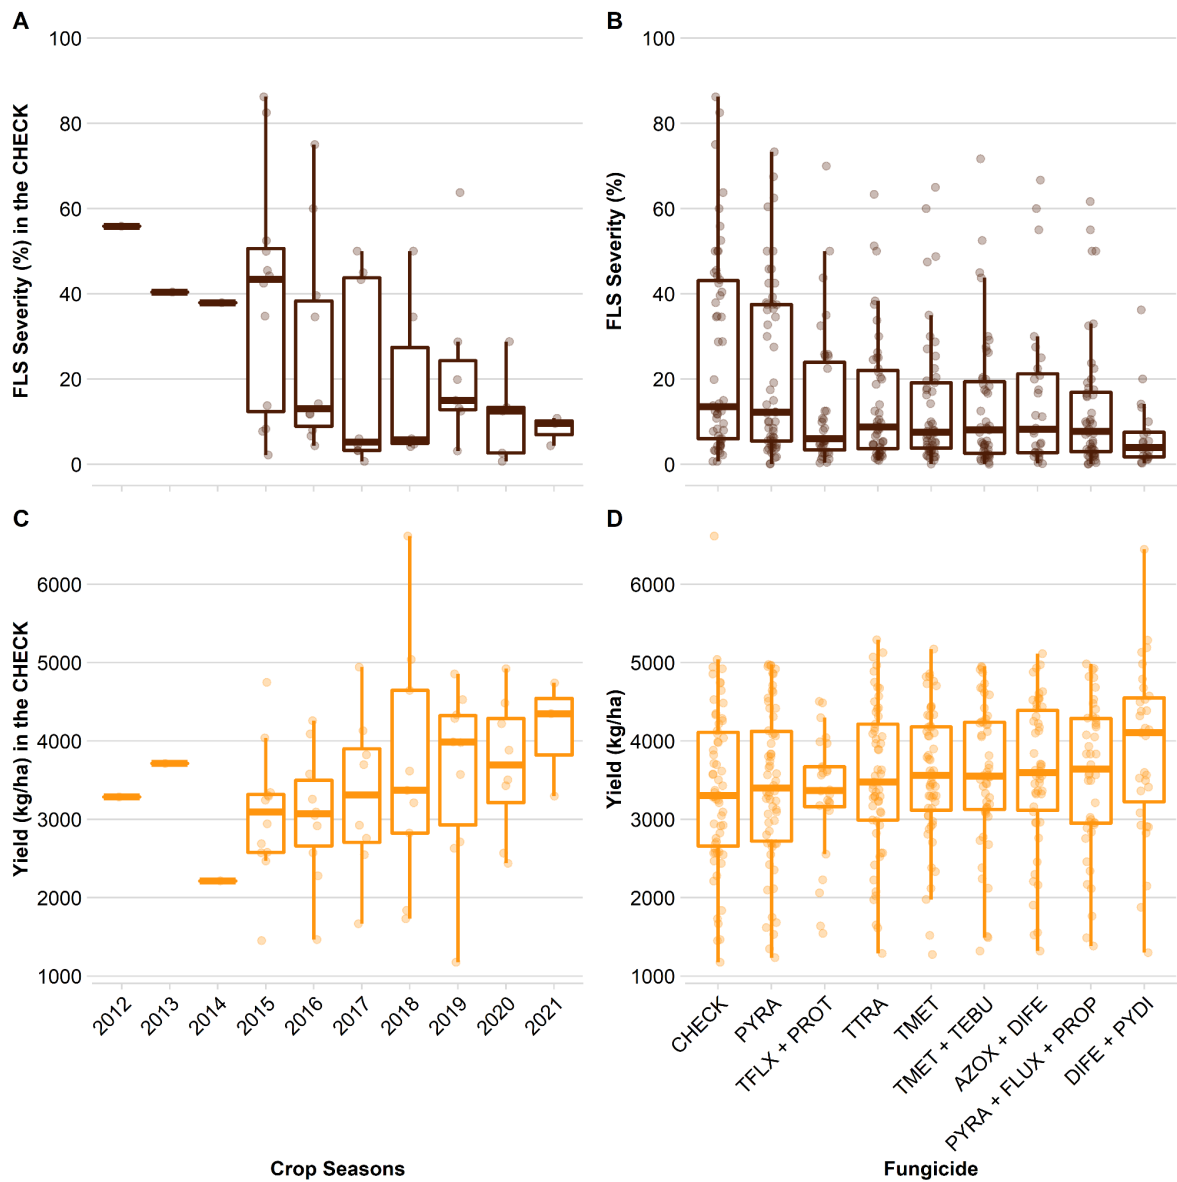 A
B
FLS Severity (%) in the CHECK
100
80
60
40
20
0
FLS Severity (%)
100
80
60
40
20
0
C
D
Yield (kg/ha) in the CHECK
6000
5000
4000
3000
2000
1000
2012
2013
2014
2015
2016
2017
2018
2019
2020
2021
Crop Seasons
Yield (kg/ha)
6000
5000
4000
3000
2000
1000
CHECK
PYRA
TFLX + PROT
TTRA
TMET
TMET + TEBU
AZOX + DIFE
PYRA + FLUX + PROP
DIFE + PYDI
Fungicide